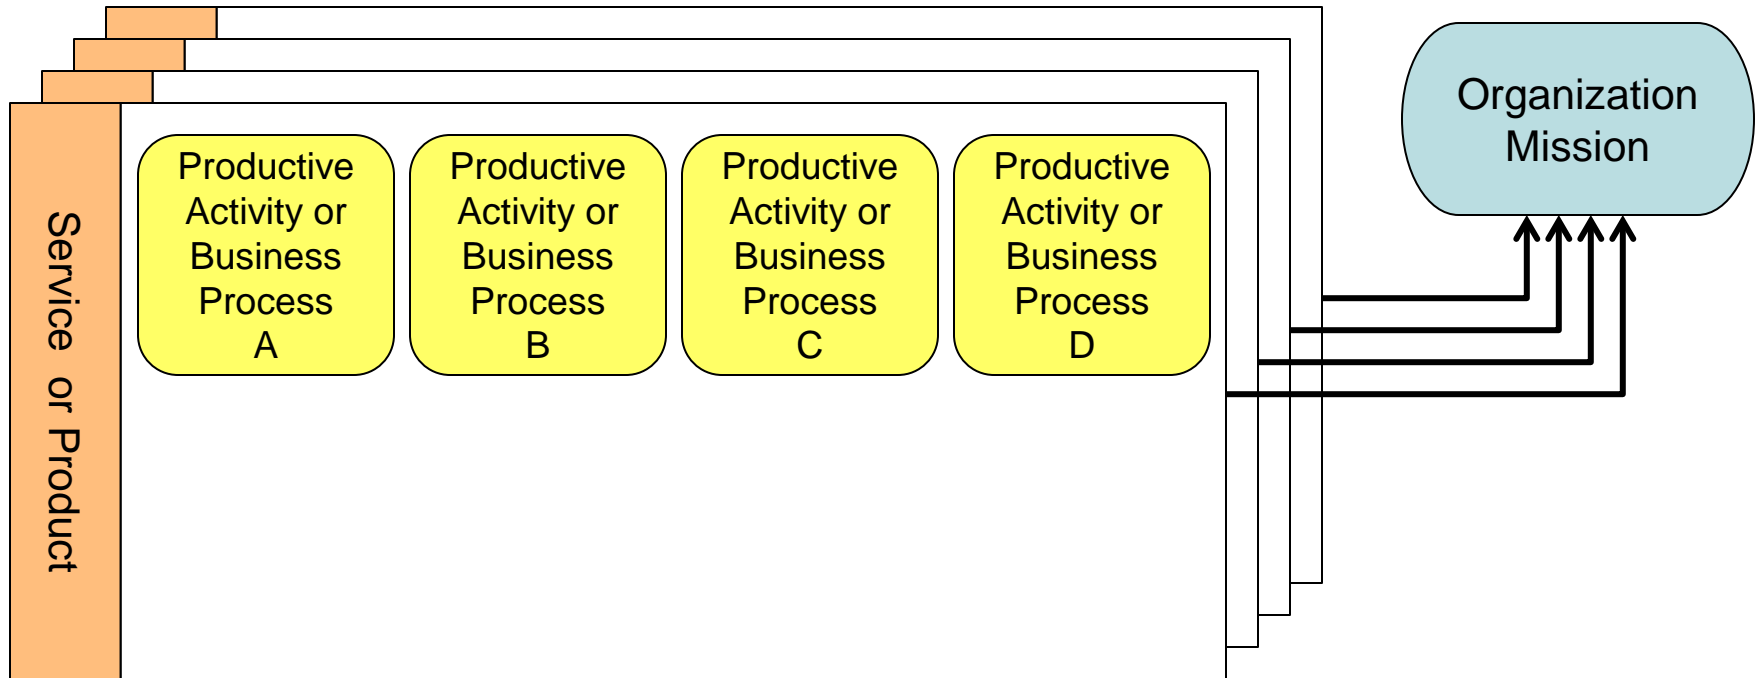 Service or Product
Productive
Activity or
Business
Process
A
Productive
Activity or
Business
Process
B
Productive
Activity or
Business
Process
C
Productive
Activity or
Business
Process
D
Organization
Mission